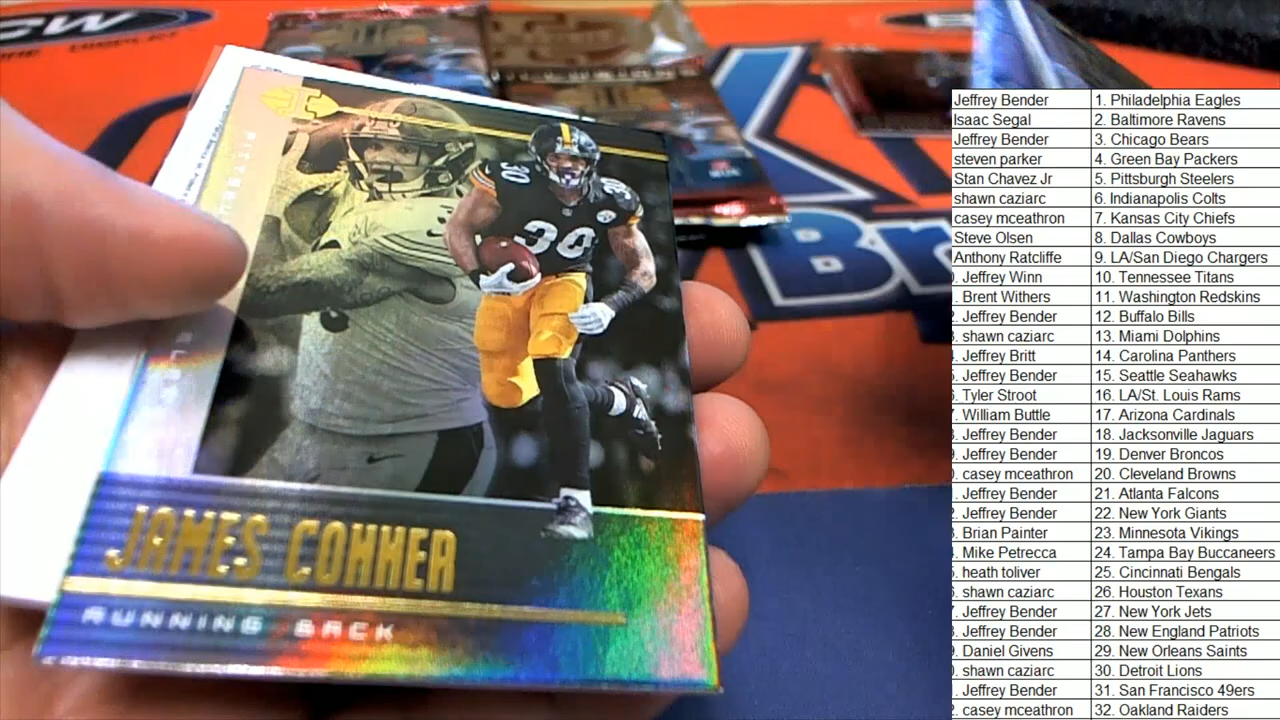 JAMES CONNER
RUNNING BACK
30
30
Jeffrey Bender 1. Philadelphia Eagles
Isaac Segal 2. Baltimore Ravens
Jeffrey Bender 3. Chicago Bears
steven parker 4. Green Bay Packers
Stan Chavez Jr 5. Pittsburgh Steelers
shawn caziarc 6. Indianapolis Colts
casey mceathron 7. Kansas City Chiefs
Steve Olsen 8. Dallas Cowboys
Anthony Ratcliffe 9. LA/San Diego Chargers
. Jeffrey Winn 10. Tennessee Titans
. Brent Withers 11. Washington Redskins
. Jeffrey Bender 12. Buffalo Bills
. shawn caziarc 13. Miami Dolphins
. Jeffrey Britt 14. Carolina Panthers
. Jeffrey Bender 15. Seattle Seahawks
. Tyler Stroot 16. LA/St. Louis Rams
. William Buttle 17. Arizona Cardinals
. Jeffrey Bender 18. Jacksonville Jaguars
. Jeffrey Bender 19. Denver Broncos
. casey mceathron 20. Cleveland Browns
. Jeffrey Bender 21. Atlanta Falcons
. Jeffrey Bender 22. New York Giants
. Brian Painter 23. Minnesota Vikings
. Mike Petrecca 24. Tampa Bay Buccaneers
. heath toliver 25. Cincinnati Bengals
. shawn caziarc 26. Houston Texans
. Jeffrey Bender 27. New York Jets
. Jeffrey Bender 28. New England Patriots
. Daniel Givens 29. New Orleans Saints
. shawn caziarc 30. Detroit Lions
. Jeffrey Bender 31. San Francisco 49ers
. casey mceathron 32. Oakland Raiders